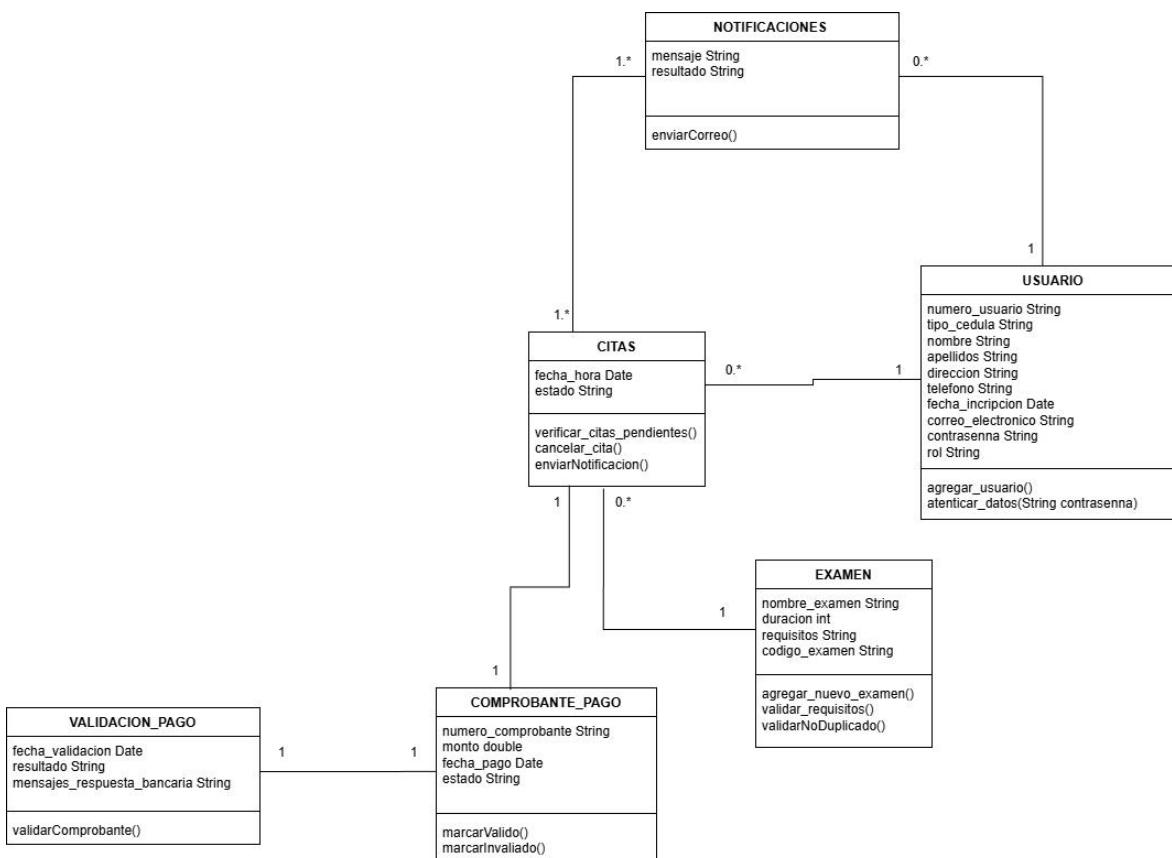 NOTIFICACIONES
mensaje String
resultado String
enviarCorreo()
1.*
0.*
1
1.*
USUARIO
numero_usuario String
tipo_cedula String
nombre String
apellidos String
direccion String
telefono String
fecha_incripcion Date
correo_electronico String
contrasenna String
rol String
agregar_usuario()
atenticar_datos(String contrasenna)
CITAS
fecha_hora Date
estado String
verificar_citas_pendientes()
cancelar_cita()
enviarNotificacion()
0.*
1
1
0.*
EXAMEN
nombre_examen String
duracion int
requisitos String
codigo_examen String
agregar_nuevo_examen()
validar_requisitos()
validarNoDuplicado()
1
1
COMPROBANTE_PAGO
numero_comprobante String
monto double
fecha_pago Date
estado String
marcarValido()
marcarInvaliado()
VALIDACION_PAGO
fecha_validacion Date
resultado String
mensajes_respuesta_bancaria String
validarComprobante()
1
1